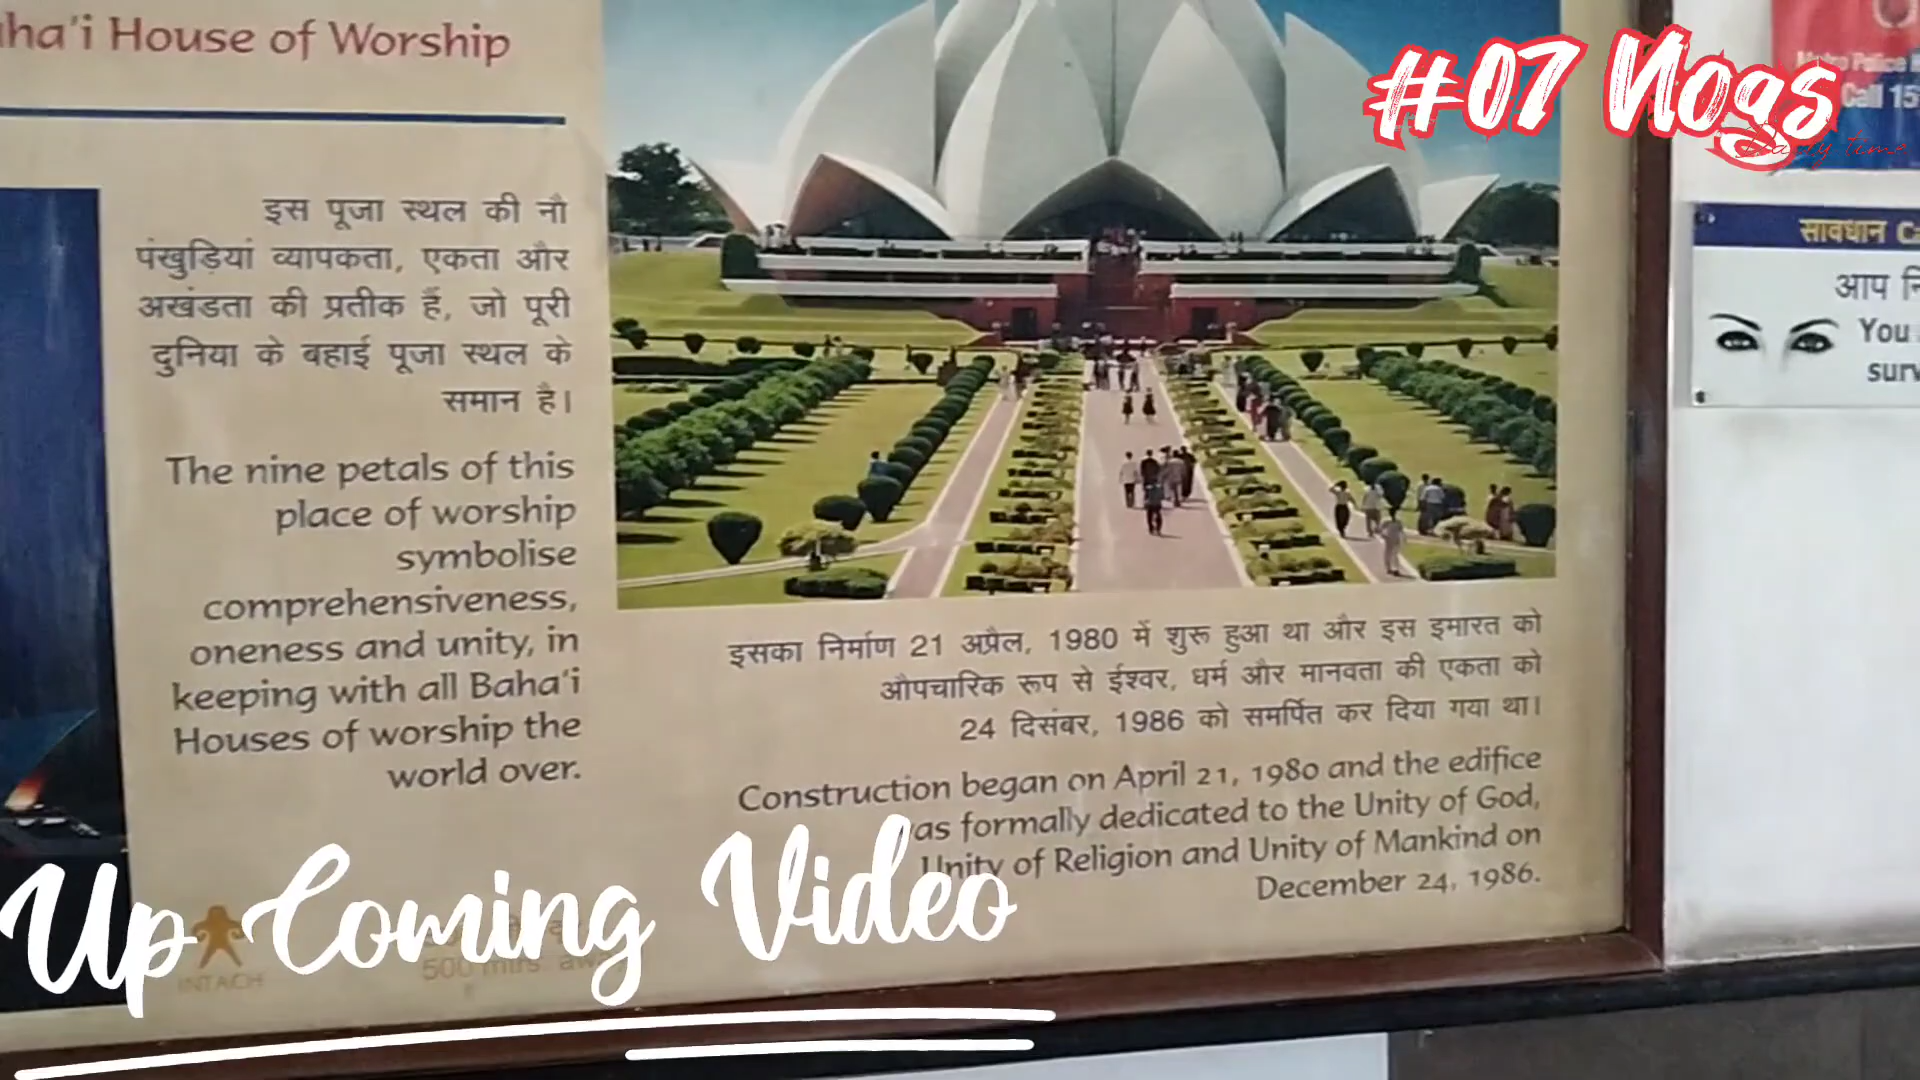 House of Worship
#07 Vlogs
Call 15
सावधान
आप
You
इस पूजा स्थल की नौ
पंखुड़ियां व्यापकता, एकता और
अखंडता की प्रतीक हैं, जो पूरी
दुनिया के बहाई पूजा स्थल के
समान है।
The nine petals of this
place of worship
symbolise
comprehensiveness,
oneness and unity, in
keeping with all Baha'i
Houses of worship the
world over.
इसका निर्माण 21 अप्रैल, 1980 में शुरू हुआ था और इस इमारत को
औपचारिक रूप से ईश्वर, धर्म और मानवता की एकता को
24 दिसंबर, 1986 को समर्पित कर दिया गया था।
Construction began on April 21, 1980 and the edifice
as formally dedicated to the Unity of God,
Unity of Religion and Unity of Mankind on
December 24, 1986.
Up Coming Video
INTACH
500 mtrs.